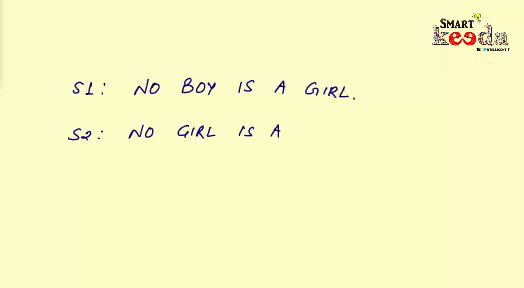 SMART
keeda
S1: NO BOY IS A GIRL.
S2: NO GIRL IS A